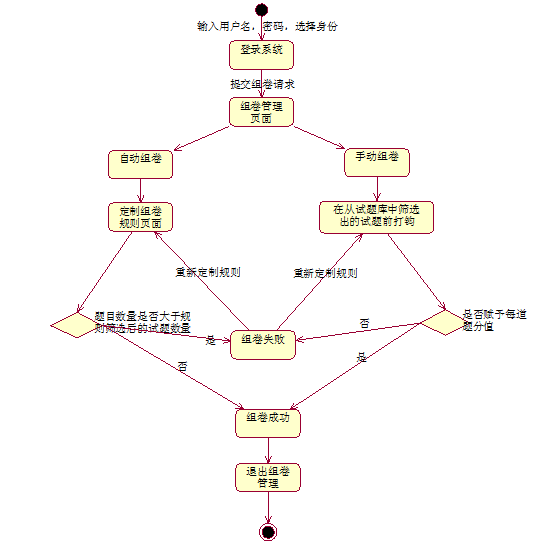 输入用户名，密码，选择身份
登录系统
提交组卷请求
组卷管理
页面
自动组卷
手动组卷
定制组卷
规则页面
在从试题库中筛选
出的试题前打钩
重新定制规则
重新定制规则
题目数量是否大于规
则筛选后的试题数量
是
组卷失败
否
是否赋予每道
题分值
否
是
组卷成功
退出组卷
管理